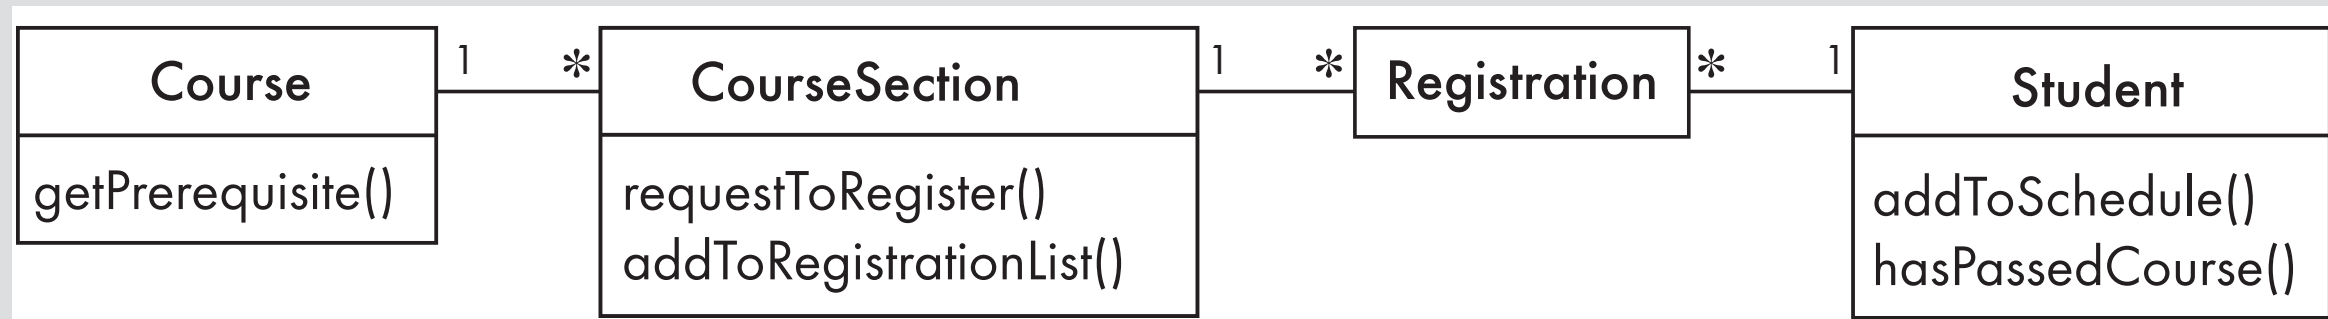 Course
getPrerequisite()
1
*
CourseSection
requestToRegister()
addToRegistrationList()
1
*
Registration
*
1
Student
addToSchedule()
hasPassedCourse()